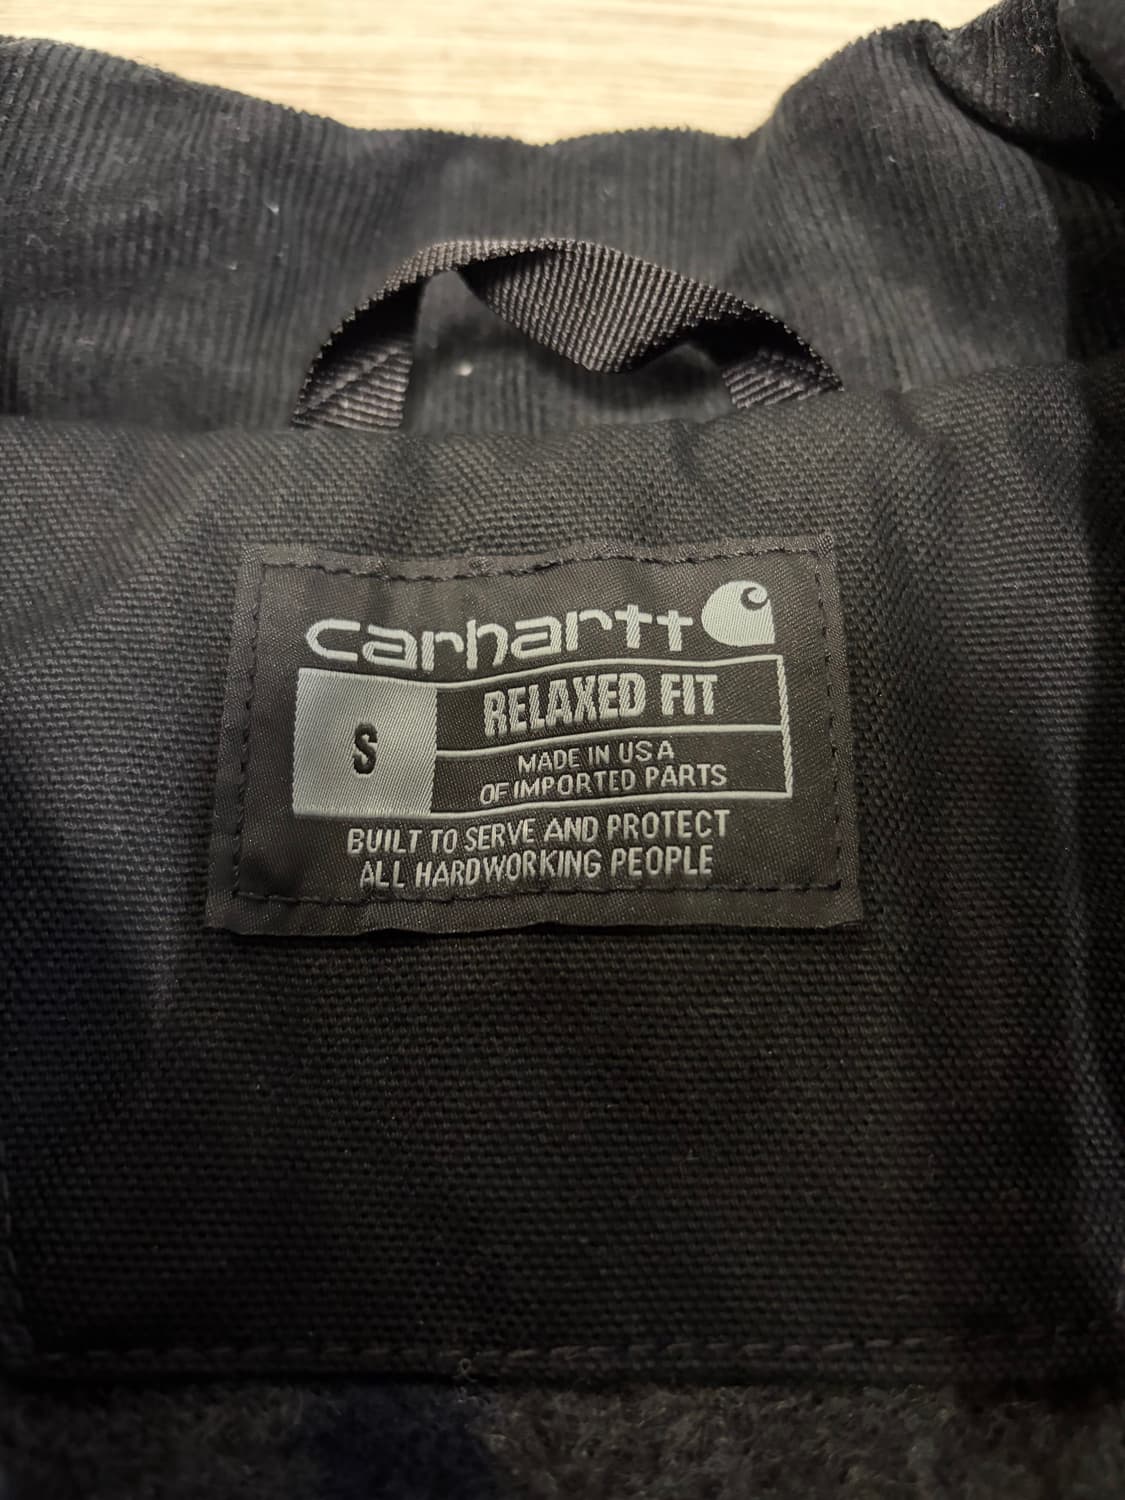 carhartt
S
RELAXED FIT
MADE IN USA
OF IMPORTED PARTS
BUILT TO SERVE AND PROTECT
ALL HARDWORKING PEOPLE